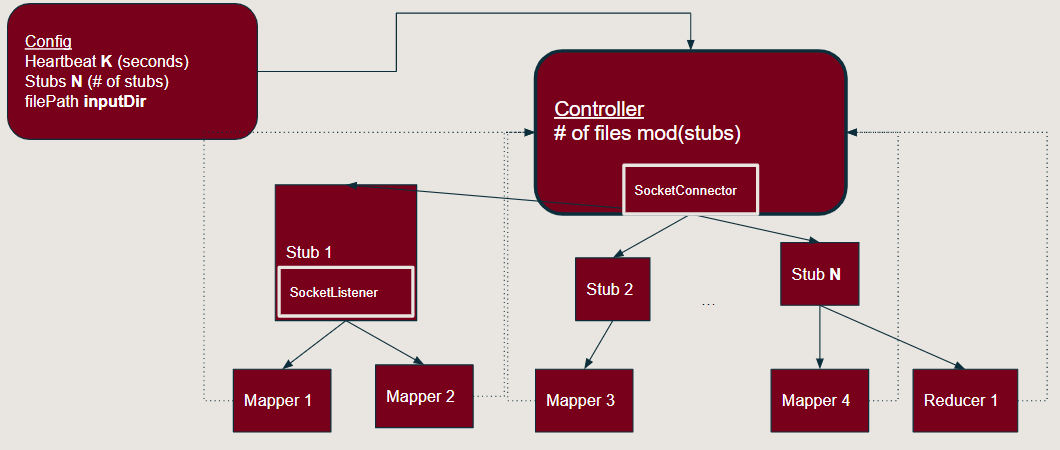 Config
Heartbeat K (seconds)
Stubs N (# of stubs)
filePath inputDir
Controller
# of files mod(stubs)
SocketConnector
Stub 1
SocketListener
Stub 2
...
Stub N
Mapper 1
Mapper 2
Mapper 3
Mapper 4
Reducer 1